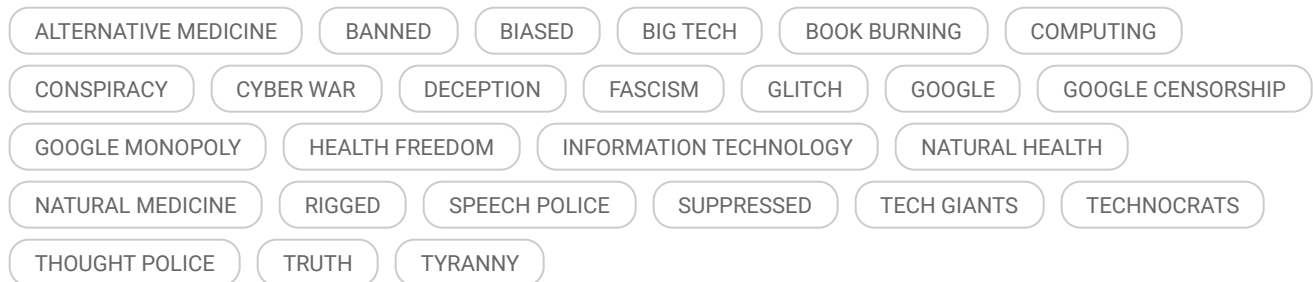 ALTERNATIVE MEDICINE BANNED BIASED BIG TECH BOOK BURNING COMPUTING
CONSPIRACY CYBER WAR DECEPTION FASCISM GLITCH GOOGLE GOOGLE CENSORSHIP
GOOGLE MONOPOLY HEALTH FREEDOM INFORMATION TECHNOLOGY NATURAL HEALTH
NATURAL MEDICINE RIGGED SPEECH POLICE SUPPRESSED TECH GIANTS TECHNOCRATS
THOUGHT POLICE TRUTH TYRANNY